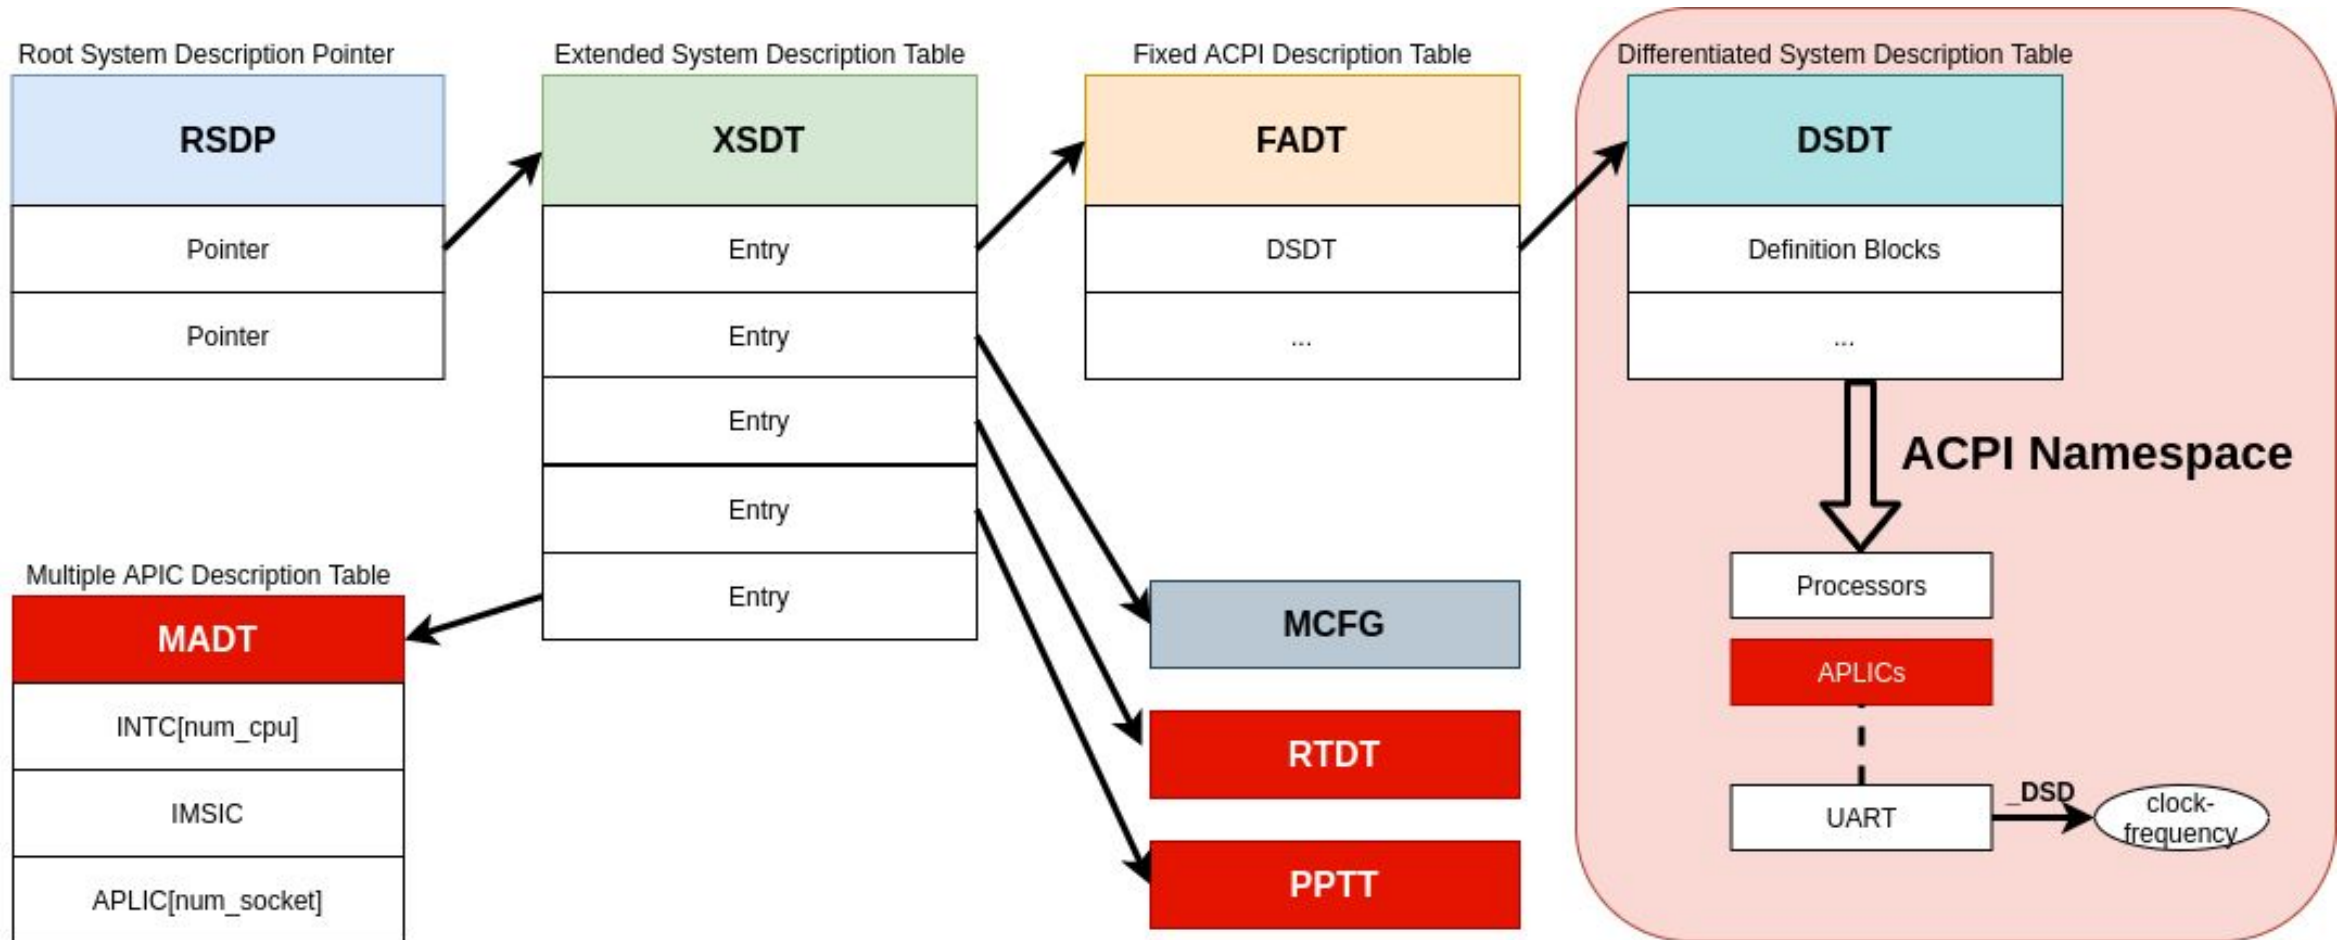 Root System Description Pointer
RSDP
Pointer
Pointer
Extended System Description Table
XSDT
Entry
Entry
Entry
Entry
Entry
Fixed ACPI Description Table
FADT
DSDT
...
Differentiated System Description Table
DSDT
Definition Blocks
...
ACPI Namespace
Processors
APLICs
UART
_DSD
clock-
frequency
Multiple APIC Description Table
MADT
INTC[num_cpu]
IMSIC
APLIC[num_socket]
MCFG
RTDT
PPTT